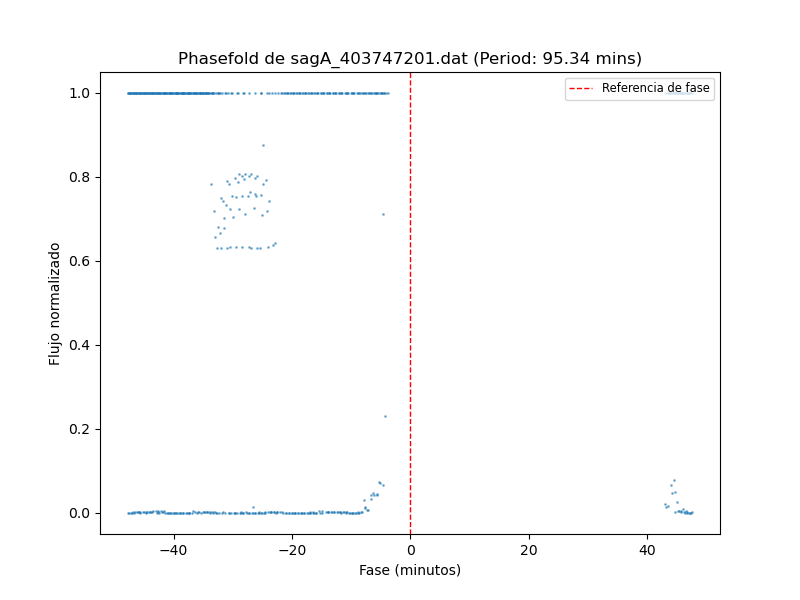 Phasefold de sagA_403747201.dat (Period: 95.34 mins)
Referencia de fase
Flujo normalizado
1.0
0.8
0.6
0.4
0.2
0.0
−40
−20
0
20
40
Fase (minutos)